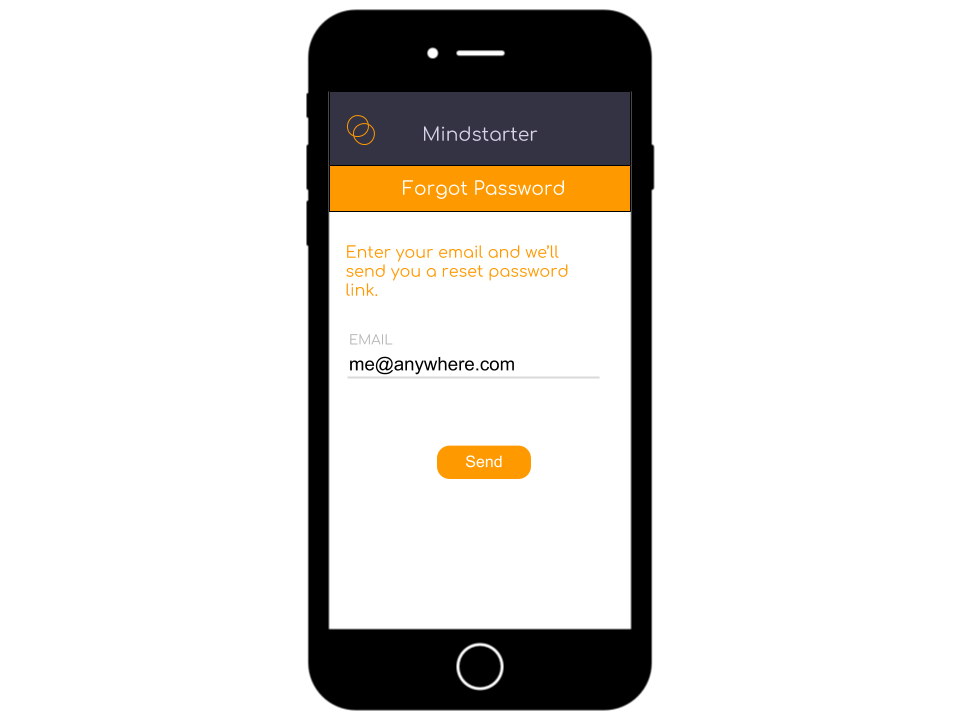 Mindstarter
Forgot Password
Enter your email and we'll
send you a reset password
link.
EMAIL
me@anywhere.com
Send